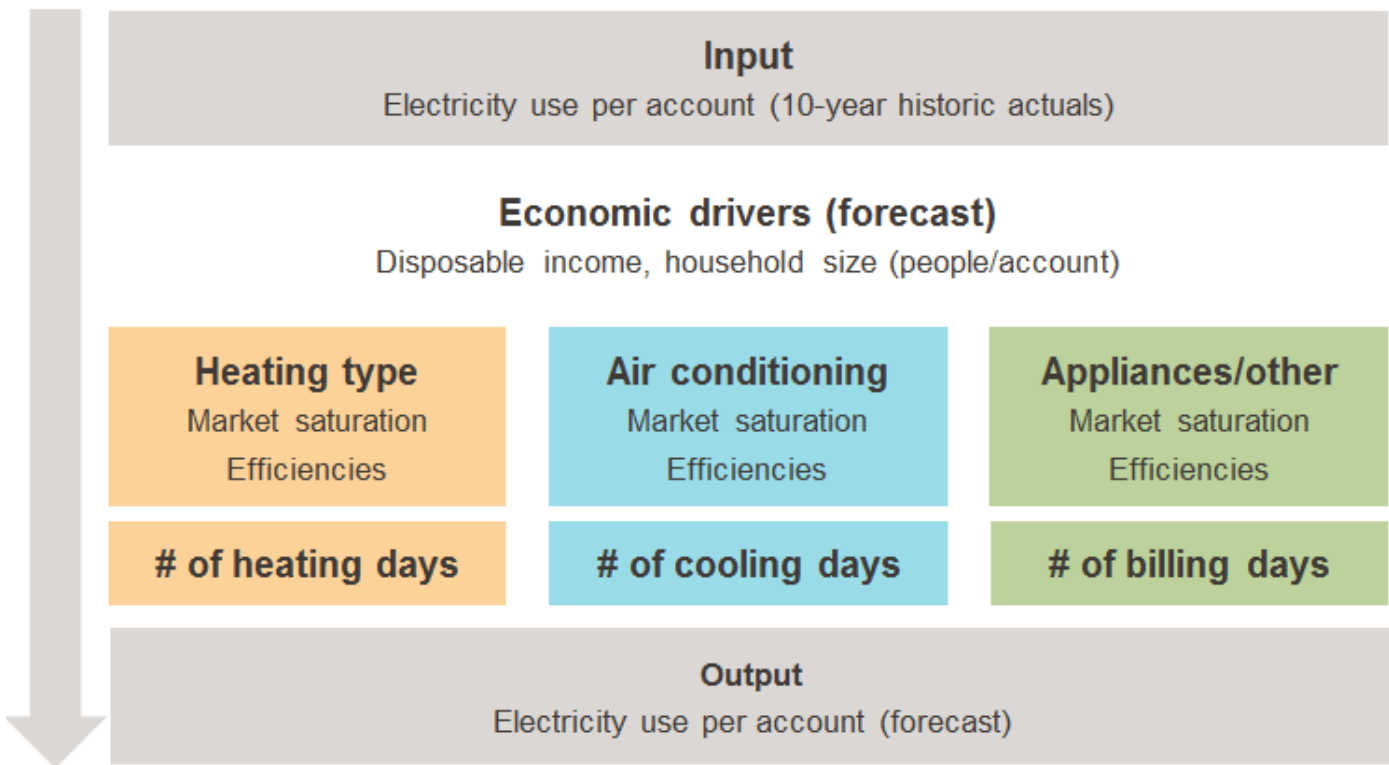 Input
Electricity use per account (10-year historic actuals)
Economic drivers (forecast)
Disposable income, household size (people/account)
Heating type
Market saturation
Efficiencies
# of heating days
Air conditioning
Market saturation
Efficiencies
# of cooling days
Appliances/other
Market saturation
Efficiencies
# of billing days
Output
Electricity use per account (forecast)